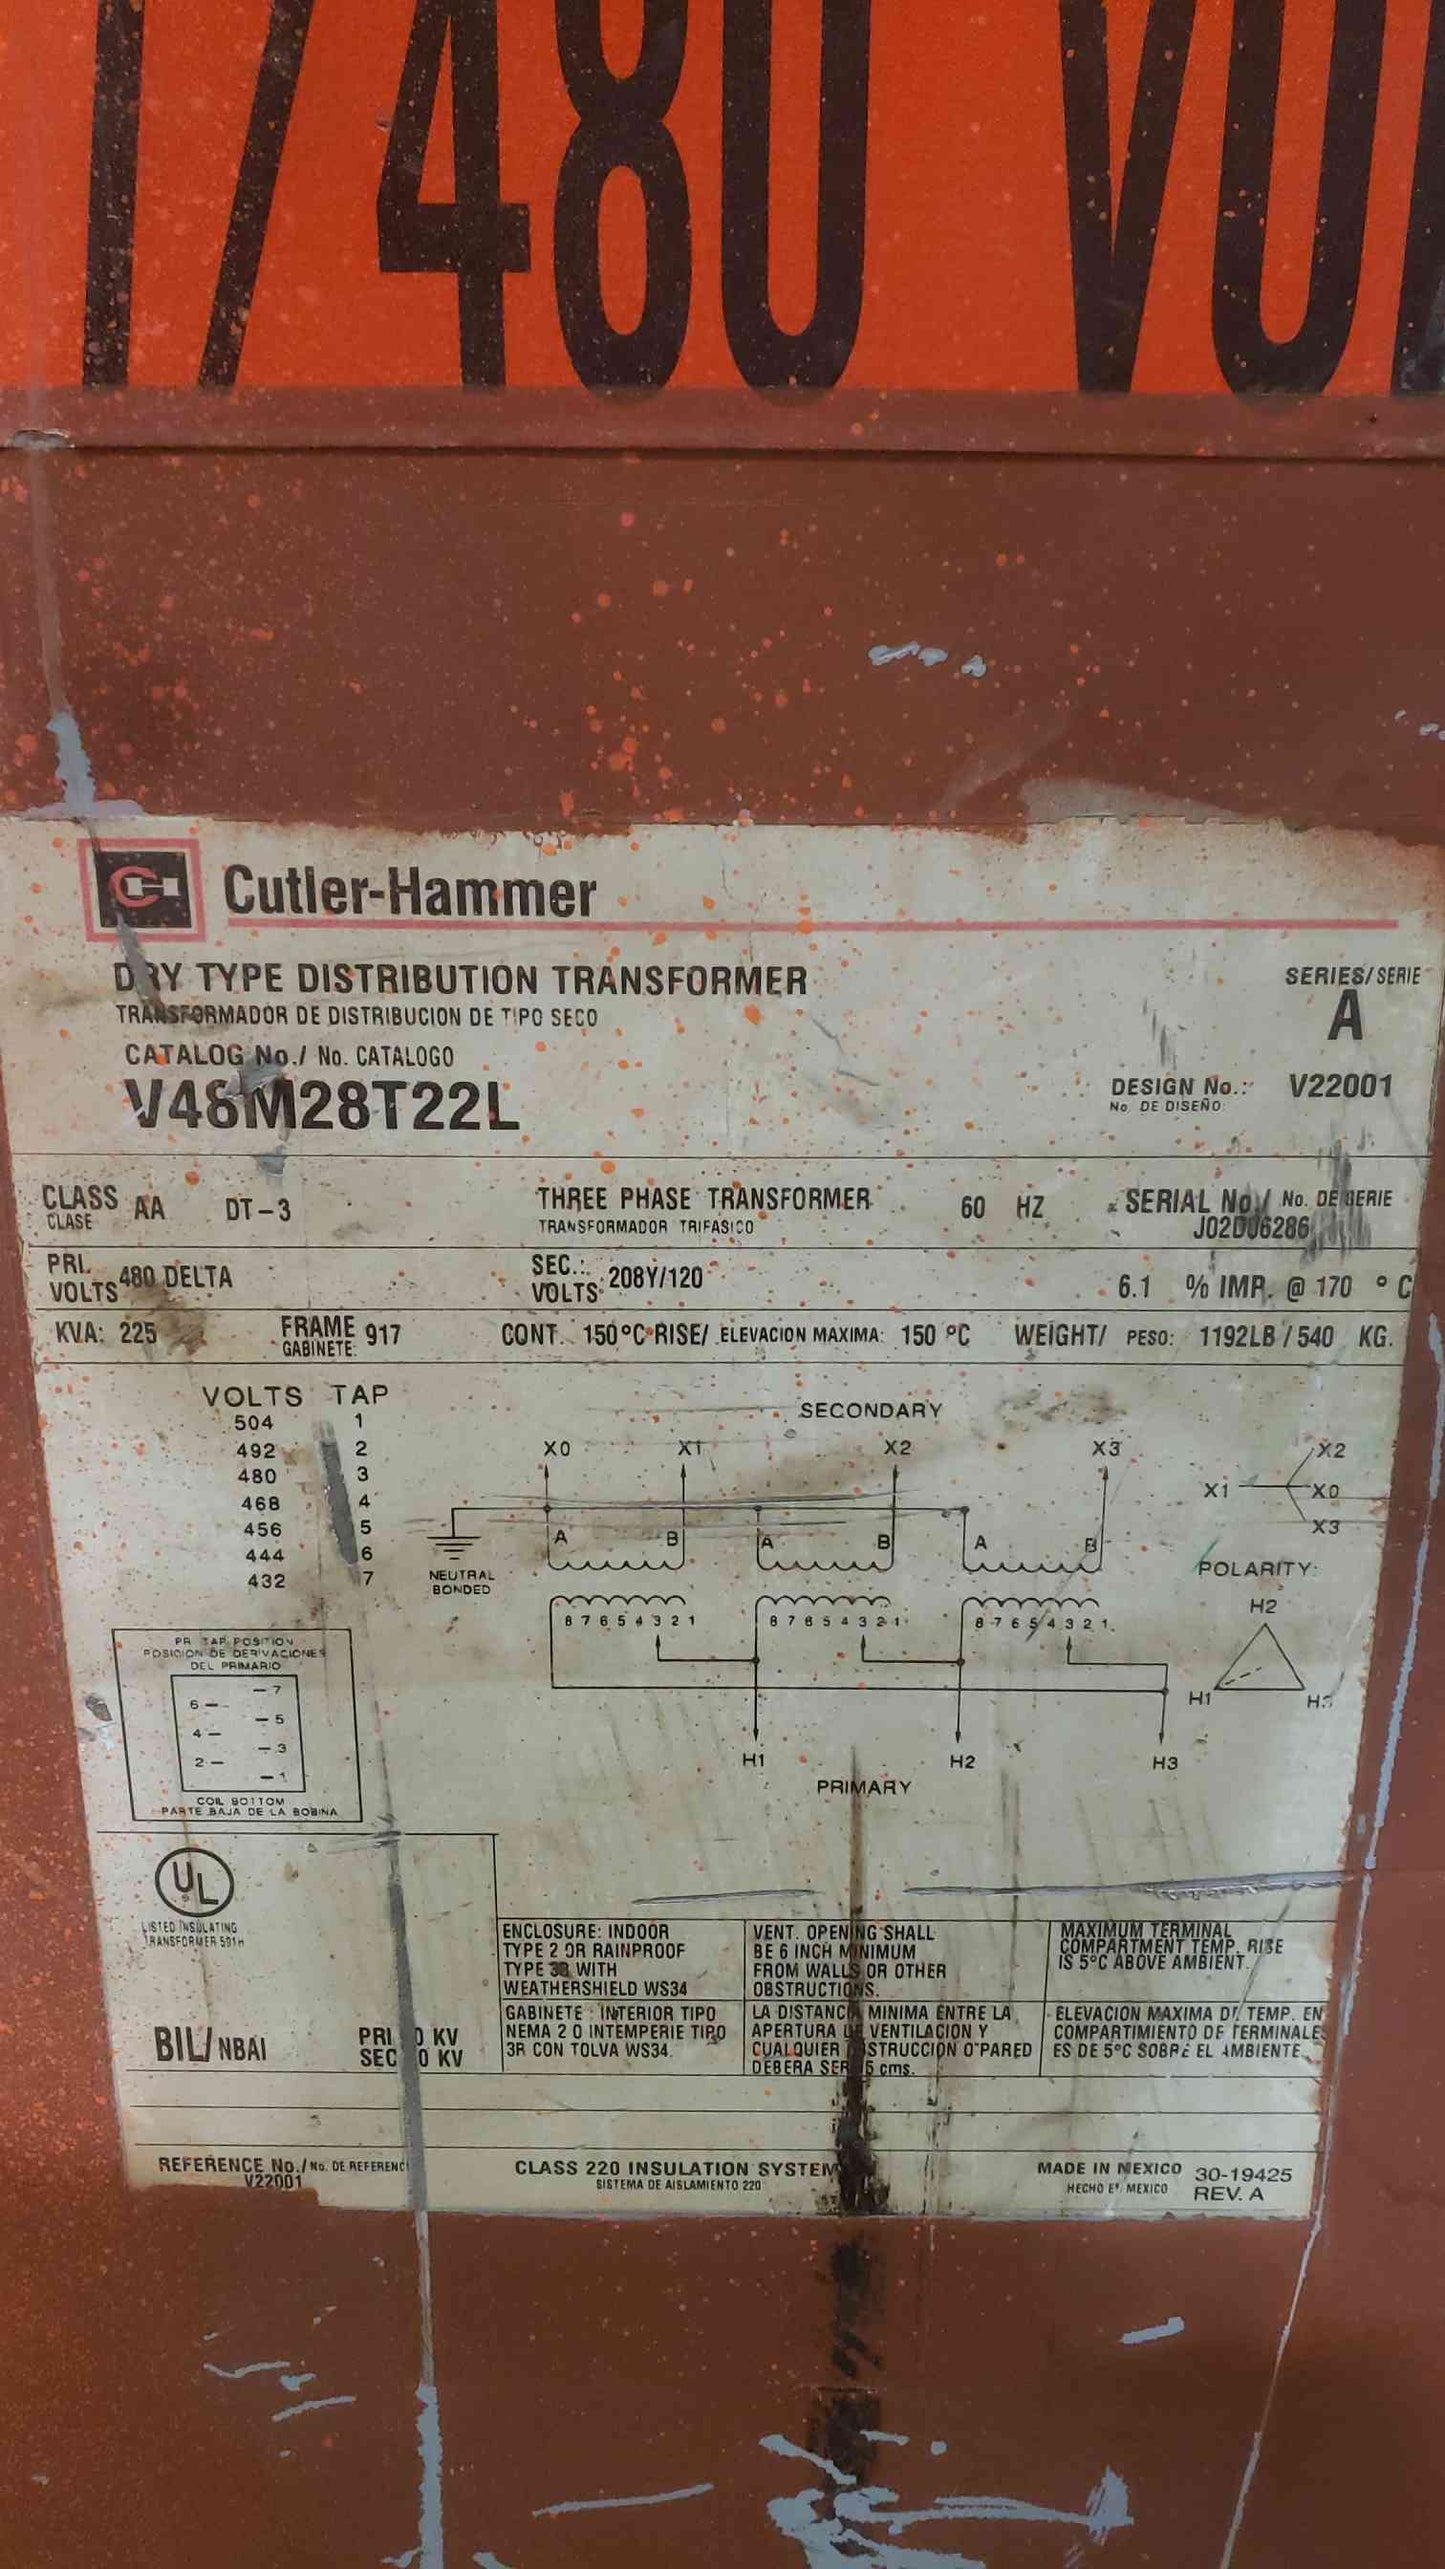 /480 VO
Cutler-Hammer
DRY TYPE DISTRIBUTION TRANSFORMER
TRANSFORMADOR DE DISTRIBUCION DE TIPO SECO
SERIES/SERIE
A
CATALOG No./ No. CATALOGO
V48M28T22L
DESIGN No.: V22001
No. DE DISEÑO
CLASS AA DT-3
CLASE
THREE PHASE TRANSFORMER 60 HZ
TRANSFORMADOR TRIFASICO
SERIAL No./ No. DE SERIE
J02D06286
PRI. VOLTS 480 DELTA
SEC.: VOLTS 208Y/120
6.1 % IMP. @ 170 °C
KVA: 225
FRAME 917
GABINETE:
CONT. 150°C RISE/ ELEVACION MAXIMA: 150 °C
WEIGHT/ PESO: 1192LB / 540 KG.
VOLTS TAP
504 1
492 2
480 3
468 4
456 5
444 6
432 7
SECONDARY
X0 X1 X2 X3
A B A B A B
NEUTRAL
BONDED
8 7 6 5 4 3 2 1 8 7 6 5 4 3 2 1 8 7 6 5 4 3 2 1
H1 H2 H3
PRIMARY
X2
X1 X0
X3
POLARITY:
H2
H1 H3
PRI TAP POSITION
POSICION DE DERIVACIONES
DEL PRIMARIO
7
6
5
4
3
2
1
COIL BOTTOM
PARTE BAJA DE LA BOBINA
UL
LISTED INSULATING
TRANSFORMER 591H
BIL/NBAI
PRI 10 KV
SEC 10 KV
ENCLOSURE: INDOOR
TYPE 2 OR RAINPROOF
TYPE 3R WITH
WEATHERSHIELD WS34
GABINETE : INTERIOR TIPO
NEMA 2 O INTEMPERIE TIPO
3R CON TOLVA WS34.
VENT. OPENING SHALL
BE 6 INCH MINIMUM
FROM WALLS OR OTHER
OBSTRUCTIONS.
LA DISTANCIA MINIMA ENTRE LA
APERTURA DE VENTILACION Y
CUALQUIER OBSTRUCCION O PARED
DEBERA SER 15 cms.
MAXIMUM TERMINAL
COMPARTMENT TEMP. RISE
IS 5°C ABOVE AMBIENT.
ELEVACION MAXIMA DE TEMP. EN
COMPARTIMIENTO DE TERMINALES
ES DE 5°C SOBRE EL AMBIENTE.
REFERENCE No./No. DE REFERENCIA
V22001
CLASS 220 INSULATION SYSTEM
SISTEMA DE AISLAMIENTO 220
MADE IN MEXICO
HECHO EN MEXICO
30-19425
REV. A